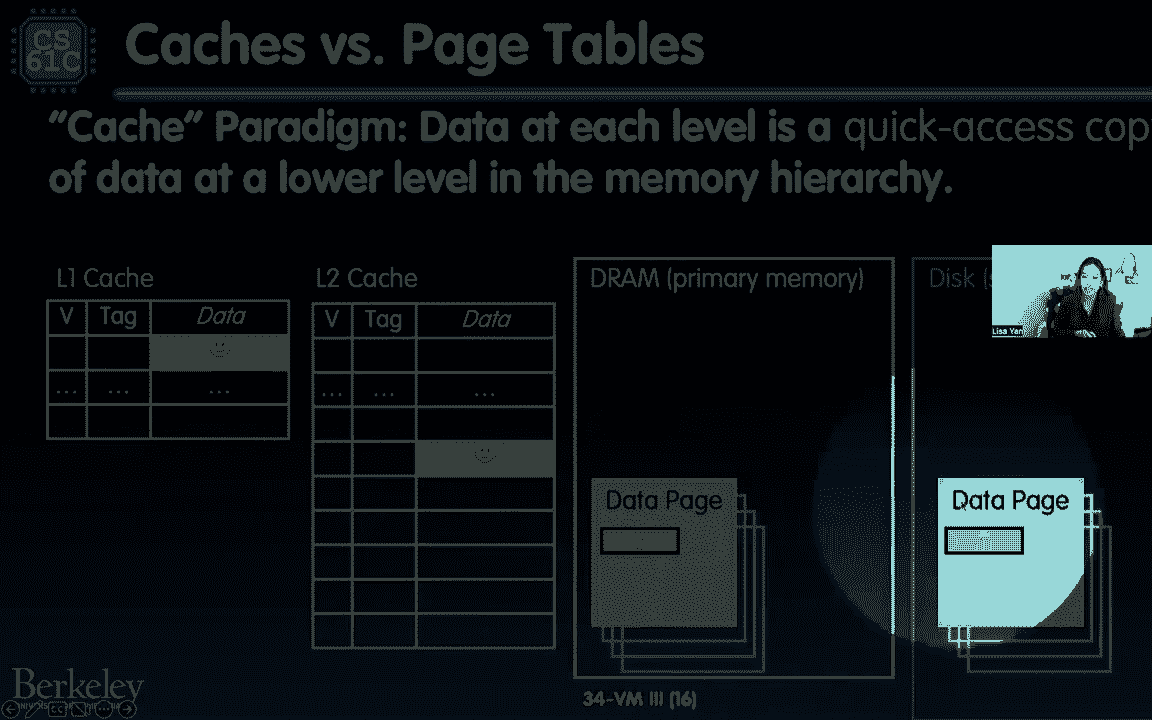 CS
61C
Caches vs. Page Tables
“Cache” Paradigm: Data at each level is a quick-access cop
of data at a lower level in the memory hierarchy.
L1 Cache
V Tag Data
... ... ...
L2 Cache
V Tag Data
... ... ...
DRAM (primary memory)
Data Page
Disk (
Data Page
Lisa Yan
Berkeley
34-VM III (16)